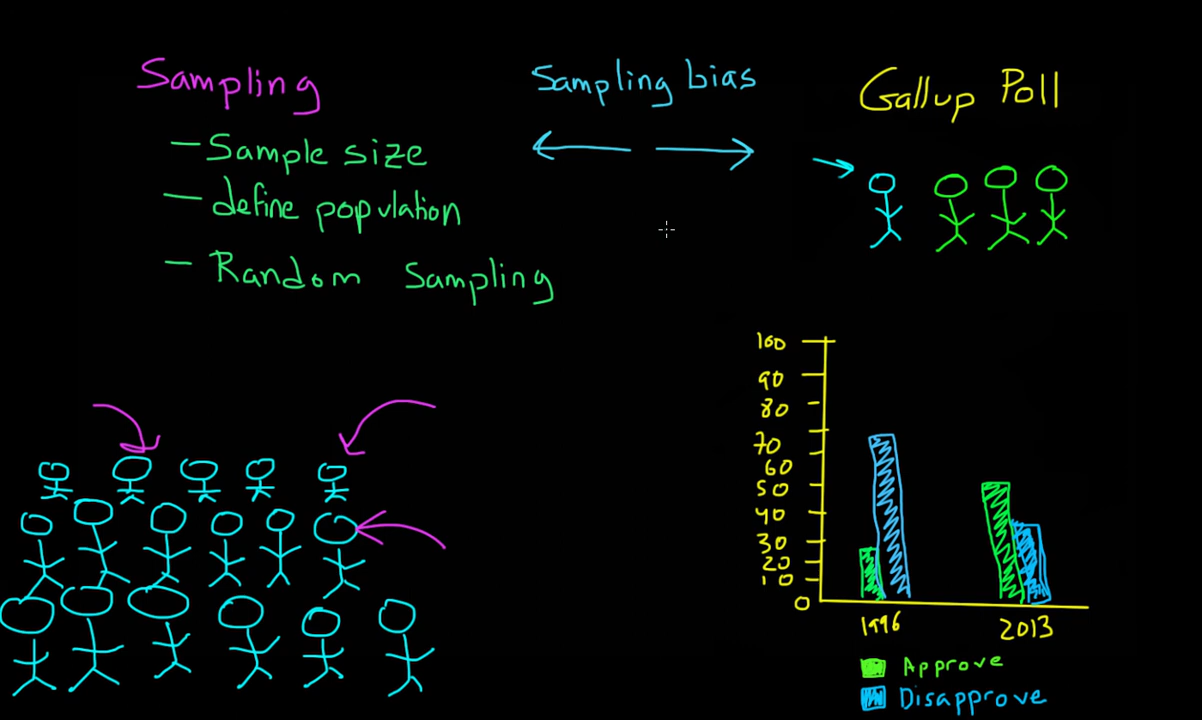 Sampling
– Sample size
– define population
– Random Sampling
Sampling bias
Gallup Poll
100
90
80
70
60
50
40
30
20
10
0
1996
2013
Approve
Disapprove